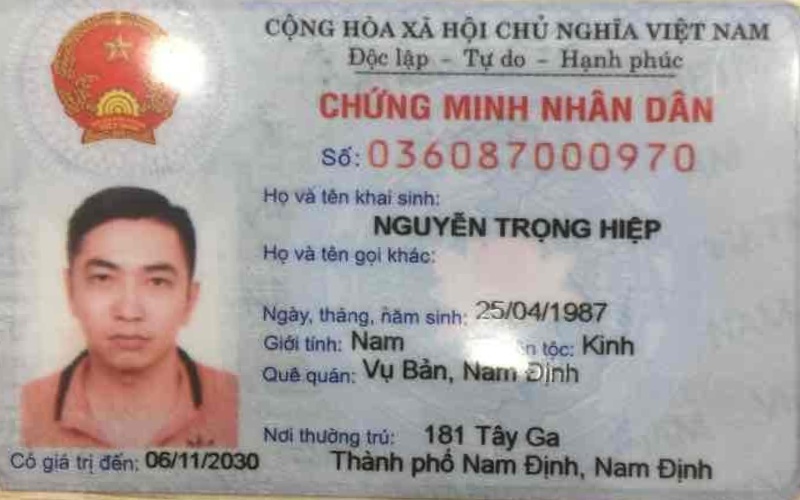 CỘNG HÒA XÃ HỘI CHỦ NGHĨA VIỆT NAM
Độc lập - Tự do - Hạnh phúc
CHỨNG MINH NHÂN DÂN
Số: 036087000970
Họ và tên khai sinh:
NGUYỄN TRỌNG HIỆP
Họ và tên gọi khác:
Ngày, tháng, năm sinh: 25/04/1987
Giới tính: Nam tộc: Kinh
Quê quán: Vụ Bản, Nam Định
Nơi thường trú: 181 Tây Ga
Thành phố Nam Định, Nam Định
Có giá trị đến: 06/11/2030